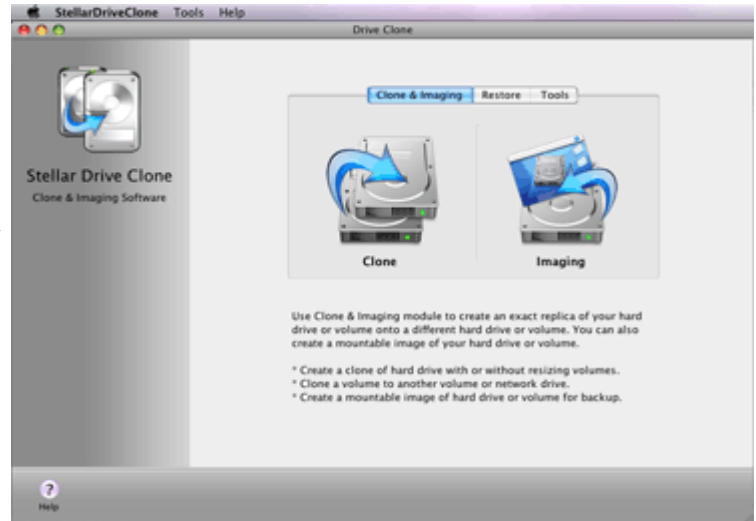 StellarDriveClone Tools Help
Drive Clone
Clone & Imaging Restore Tools
Stellar Drive Clone
Clone & Imaging Software
Clone Imaging
Use Clone & Imaging module to create an exact replica of your hard
drive or volume onto a different hard drive or volume. You can also
create a mountable image of your hard drive or volume.
* Create a clone of hard drive with or without resizing volumes.
* Clone a volume to another volume or network drive.
* Create a mountable image of hard drive or volume for backup.
?
Help